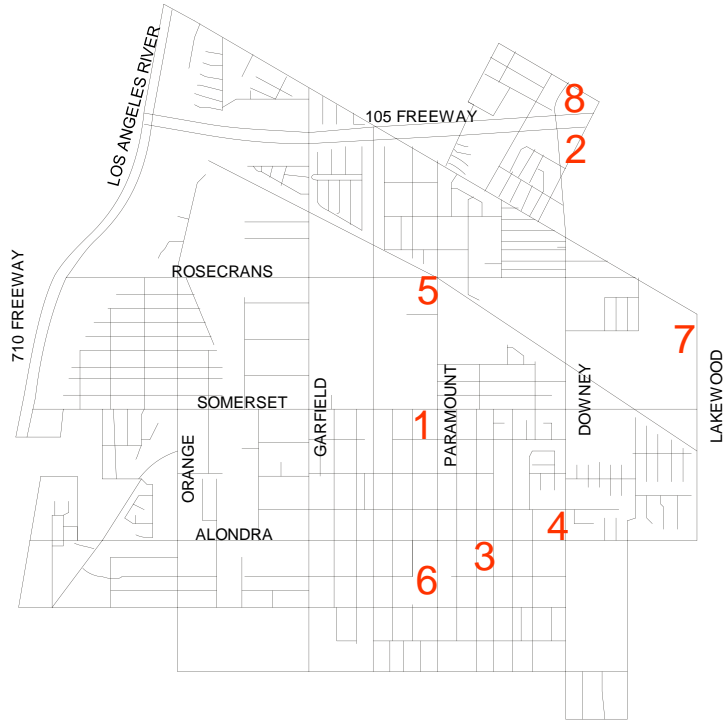 LOS ANGELES RIVER
105 FREEWAY
8
2
710 FREEWAY
ROSECRANS
5
7
SOMERSET
GARFIELD
PARAMOUNT
DOWNEY
LAKEWOOD
1
ORANGE
ALONDRA
4
3
6